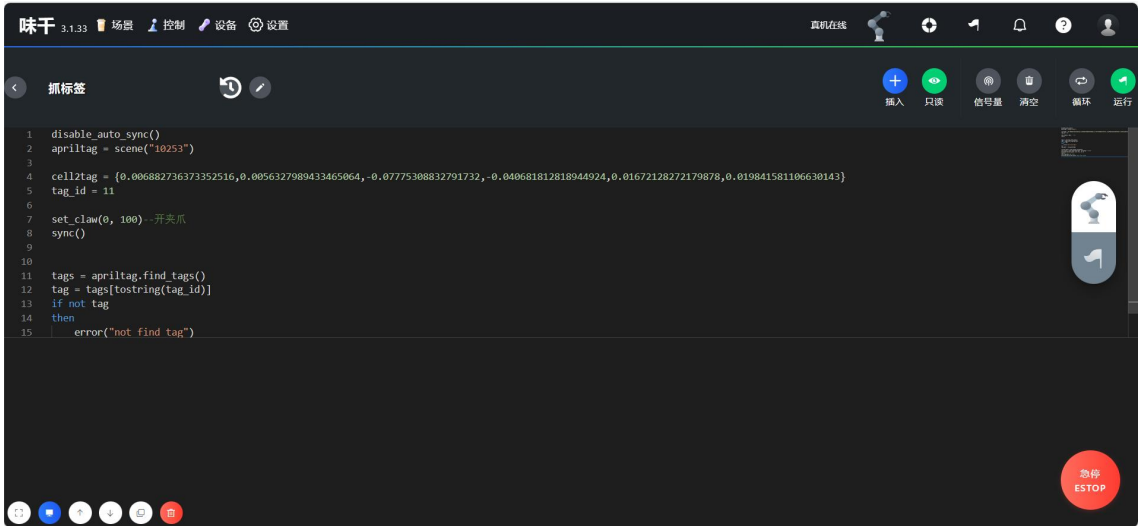 味干 3.1.33 场景 控制 设备 设置 真机在线
抓标签 插入 只读 信号量 清空 循环 运行
1 disable_auto_sync()
2 apriltag = scene("10253")
3
4 cell2tag = {0.006882736373352516,0.0056327989433465064,-0.07775308832791732,-0.040681812818944924,0.01672128272179878,0.019841581106630143}
5 tag_id = 11
6
7 set_claw(0, 100)--开夹爪
8 sync()
9
10
11 tags = apriltag.find_tags()
12 tag = tags[tostring(tag_id)]
13 if not tag
14 then
15 error("not find tag")
急停
ESTOP